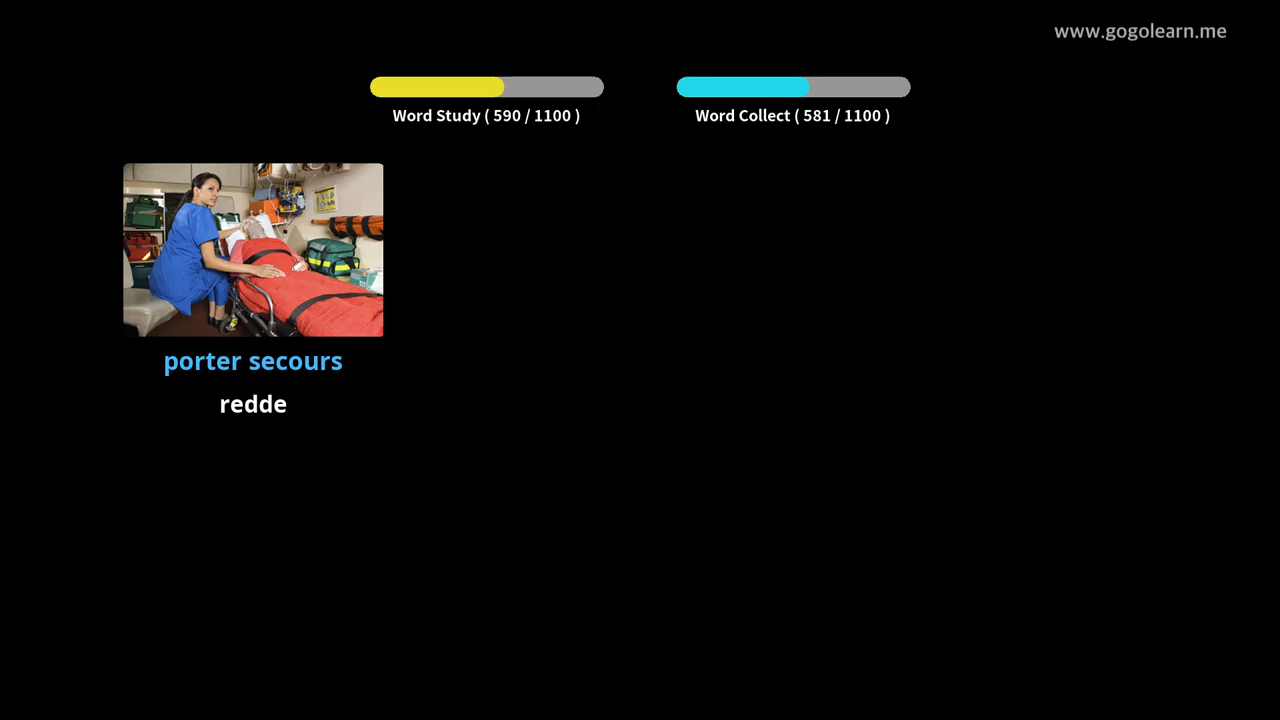 www.gogolearn.me
Word Study ( 590 / 1100 )
Word Collect ( 581 / 1100 )
porter secours
redde